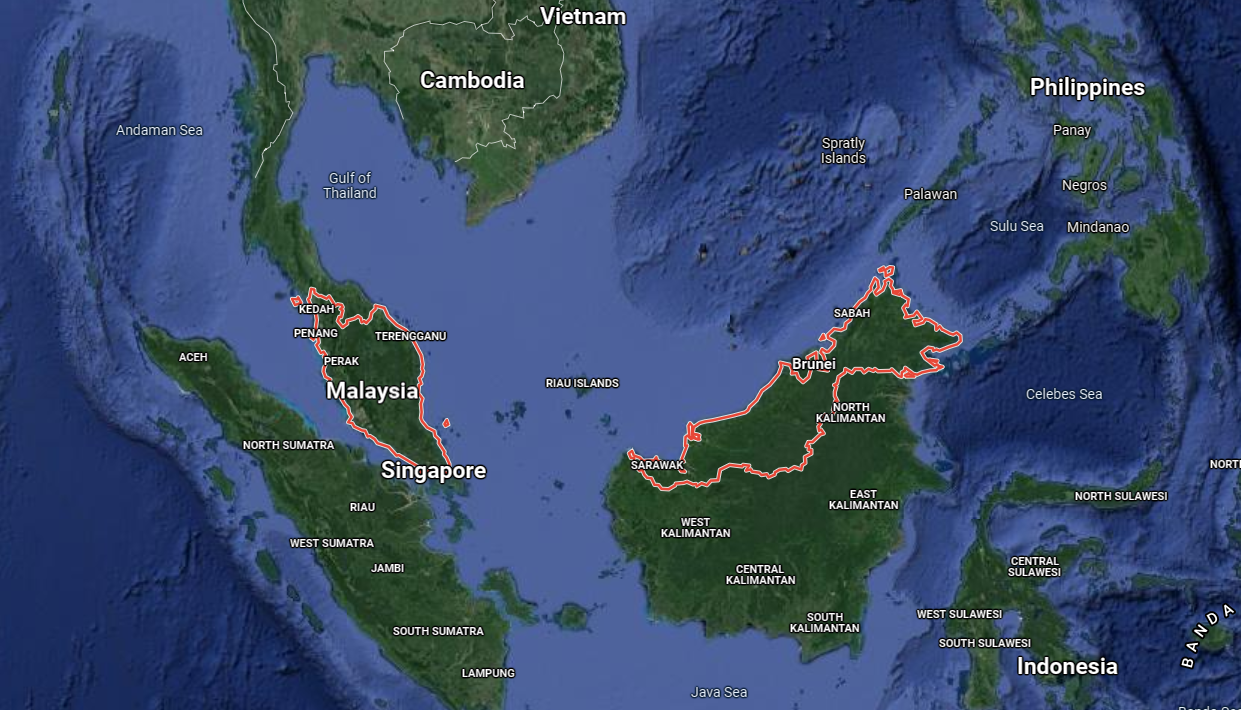 Vietnam
Cambodia
Philippines
Andaman Sea
Panay
Spratly
Islands
Gulf of
Thailand
Negros
Palawan
Sulu Sea
Mindanao
KEDAH
SABAH
PENANG
TERENGGANU
ACEH
PERAK
Brunei
Malaysia
RIAU ISLANDS
Celebes Sea
NORTH
KALIMANTAN
NORTH SUMATRA
Singapore
SARAWAK
NORT
EAST
KALIMANTAN
NORTH SULAWESI
RIAU
WEST
KALIMANTAN
WEST SUMATRA
JAMBI
CENTRAL
KALIMANTAN
CENTRAL
SULAWESI
WEST SULAWESI
SOUTH
KALIMANTAN
SOUTH SUMATRA
SOUTH SULAWESI
BANDA
Indonesia
LAMPUNG
Java Sea